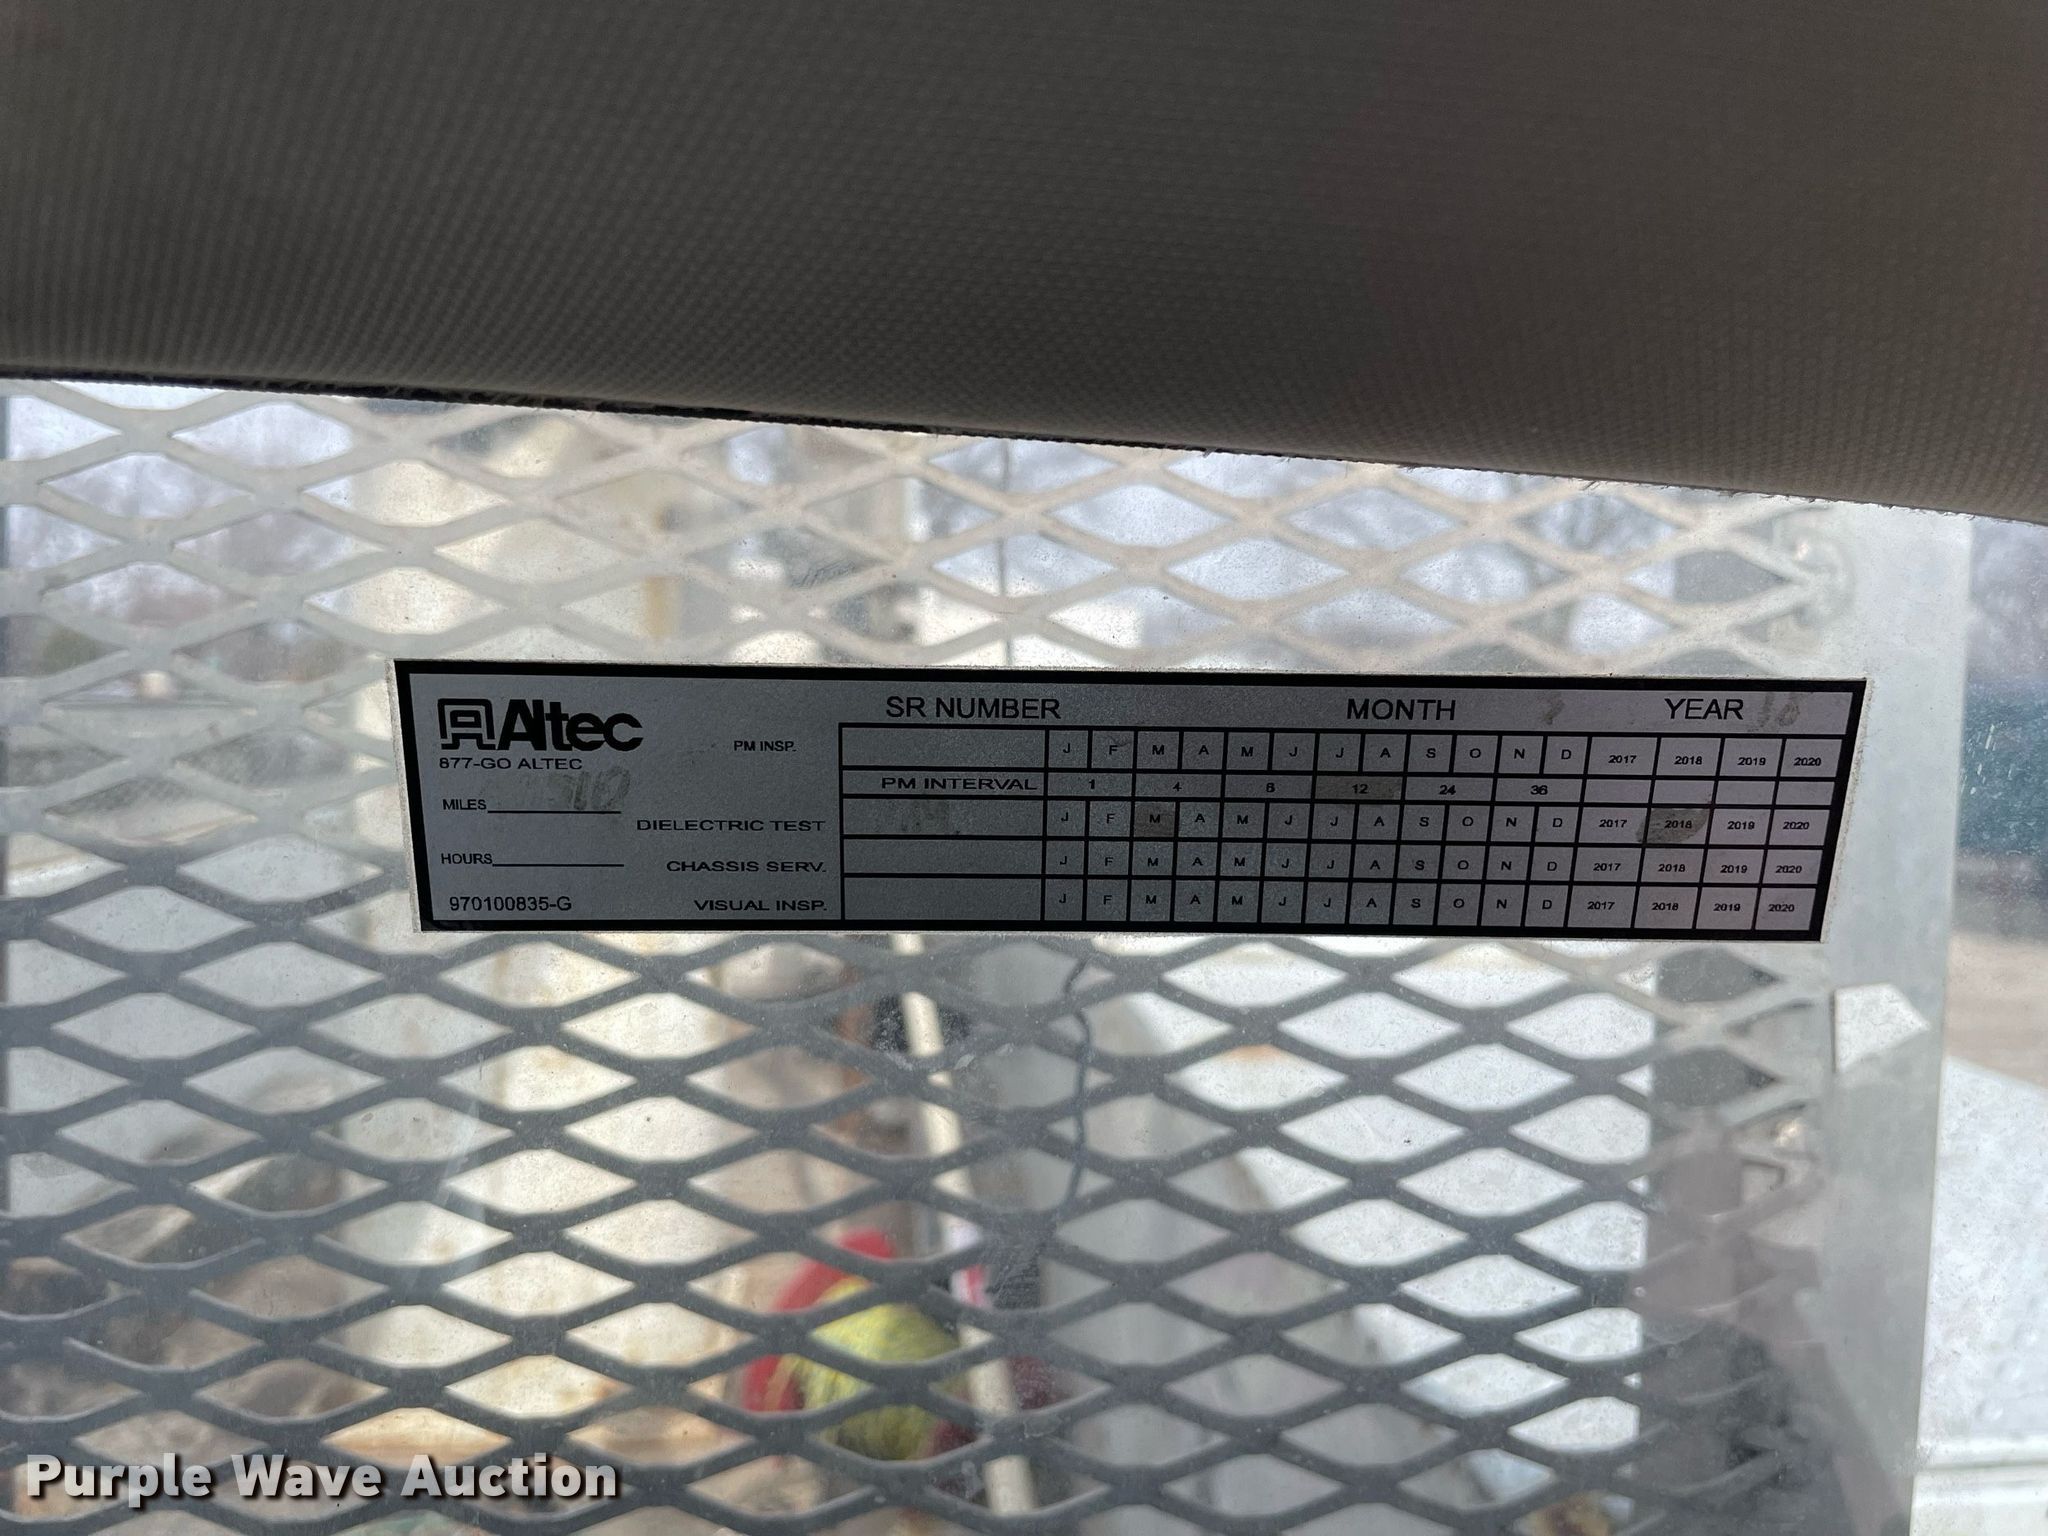 Altec
877-GO ALTEC
MILES
HOURS
970100835-G
SR NUMBER MONTH YEAR
PM INSP. J F M A M J J A S O N D 2017 2018 2019 2020
PM INTERVAL 1 4 6 12 24 36
DIELECTRIC TEST J F M A M J J A S O N D 2017 2018 2019 2020
CHASSIS SERV. J F M A M J J A S O N D 2017 2018 2019 2020
VISUAL INSP. J F M A M J J A S O N D 2017 2018 2019 2020
Purple Wave Auction